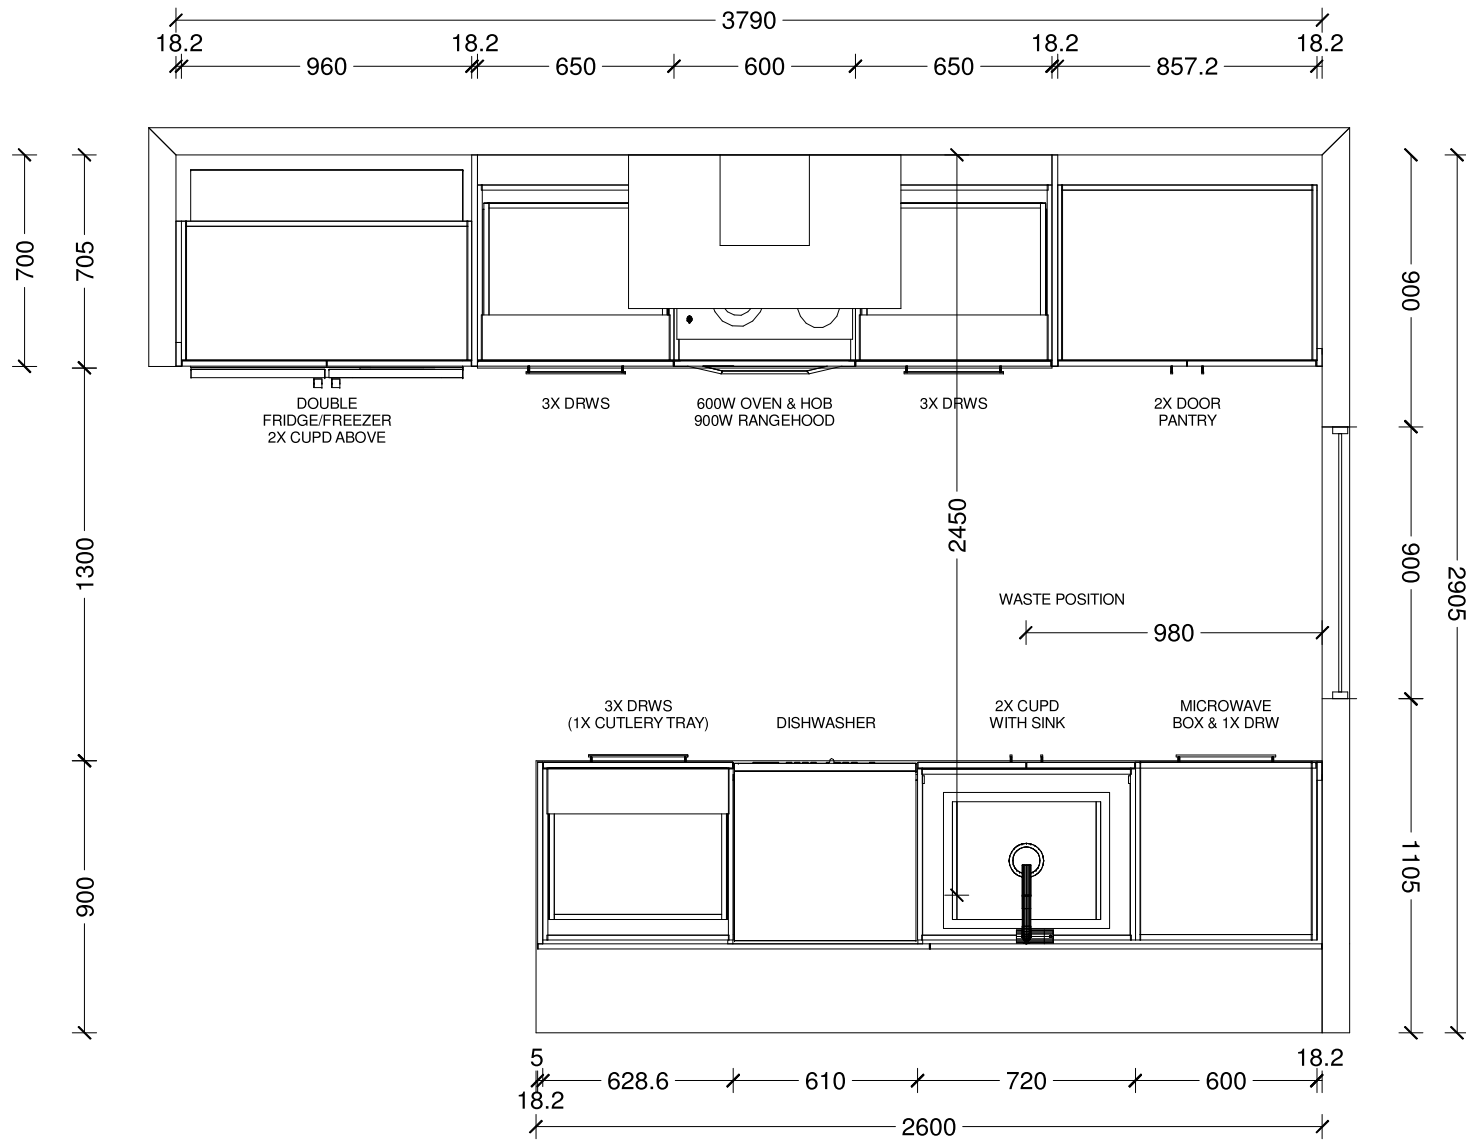 3790
18.2 18.2 18.2 18.2
960 650 600 650 857.2
700
705
900
DOUBLE
FRIDGE/FREEZER
2X CUPD ABOVE
3X DRWS
600W OVEN & HOB
900W RANGEHOOD
3X DRWS
2X DOOR
PANTRY
1300
2450
900
2905
WASTE POSITION
980
3X DRWS
(1X CUTLERY TRAY)
DISHWASHER
2X CUPD
WITH SINK
MICROWAVE
BOX & 1X DRW
900
1105
5 18.2
628.6 610 720 600
18.2
2600